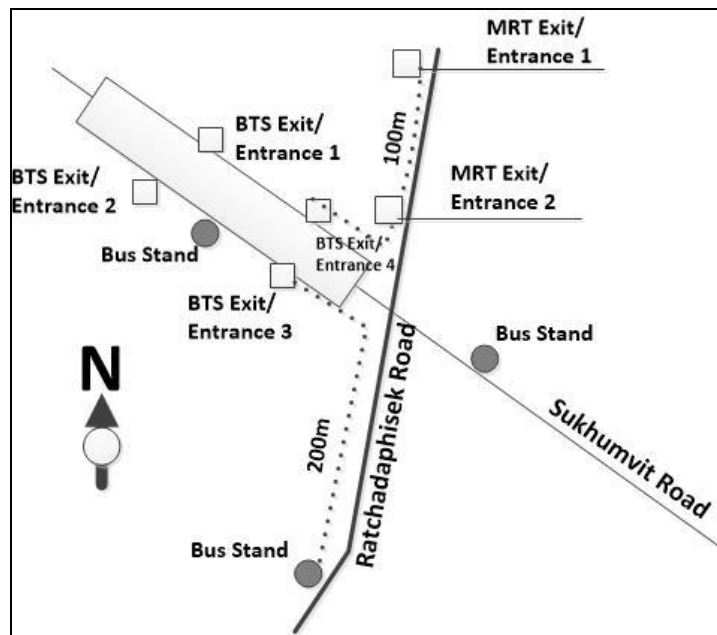 MRT Exit/
Entrance 1
BTS Exit/
Entrance 1
100m
BTS Exit/
Entrance 2
MRT Exit/
Entrance 2
Bus Stand
BTS Exit/
Entrance 4
BTS Exit/
Entrance 3
Bus Stand
N
Ratchadaphisek Road
Sukhumvit Road
200m
Bus Stand